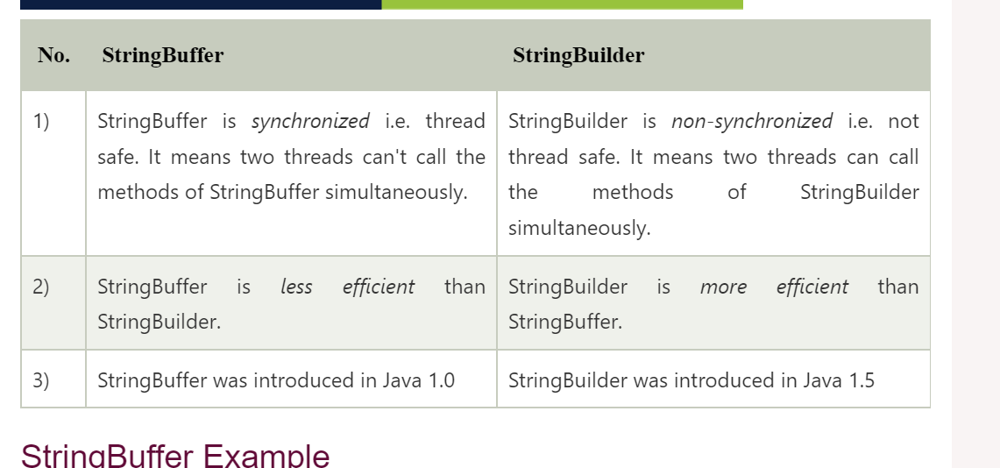 No. StringBuffer StringBuilder
1) StringBuffer is synchronized i.e. thread
safe. It means two threads can't call the
methods of StringBuffer simultaneously.
StringBuilder is non-synchronized i.e. not
thread safe. It means two threads can call
the methods of StringBuilder
simultaneously.
2) StringBuffer is less efficient than
StringBuilder.
StringBuilder is more efficient than
StringBuffer.
3) StringBuffer was introduced in Java 1.0
StringBuilder was introduced in Java 1.5
StringBuffer Example